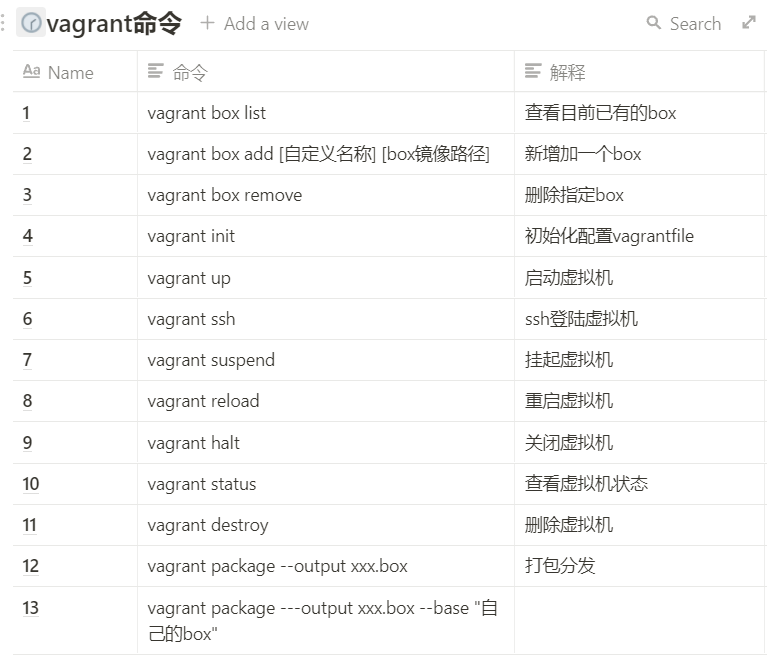 vagrant命令 Add a view Search
Aa Name 命令 解释
1 vagrant box list 查看目前已有的box
2 vagrant box add [自定义名称] [box镜像路径] 新增加一个box
3 vagrant box remove 删除指定box
4 vagrant init 初始化配置vagrantfile
5 vagrant up 启动虚拟机
6 vagrant ssh ssh登陆虚拟机
7 vagrant suspend 挂起虚拟机
8 vagrant reload 重启虚拟机
9 vagrant halt 关闭虚拟机
10 vagrant status 查看虚拟机状态
11 vagrant destroy 删除虚拟机
12 vagrant package --output xxx.box 打包分发
13 vagrant package ---output xxx.box --base "自
己的box"